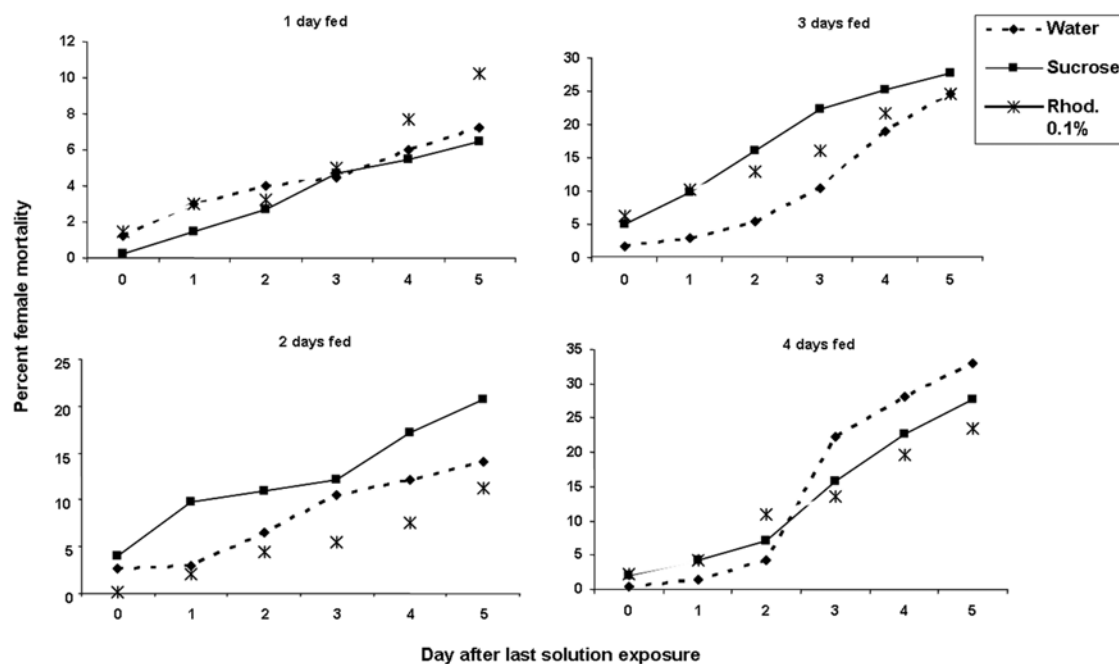 1 day fed
12
10
8
6
4
2
0
0 1 2 3 4 5
3 days fed
30
25
20
15
10
5
0
0 1 2 3 4 5
Water
Sucrose
Rhod.
0.1%
Percent female mortality
2 days fed
25
20
15
10
5
0
0 1 2 3 4 5
4 days fed
35
30
25
20
15
10
5
0
0 1 2 3 4 5
Day after last solution exposure